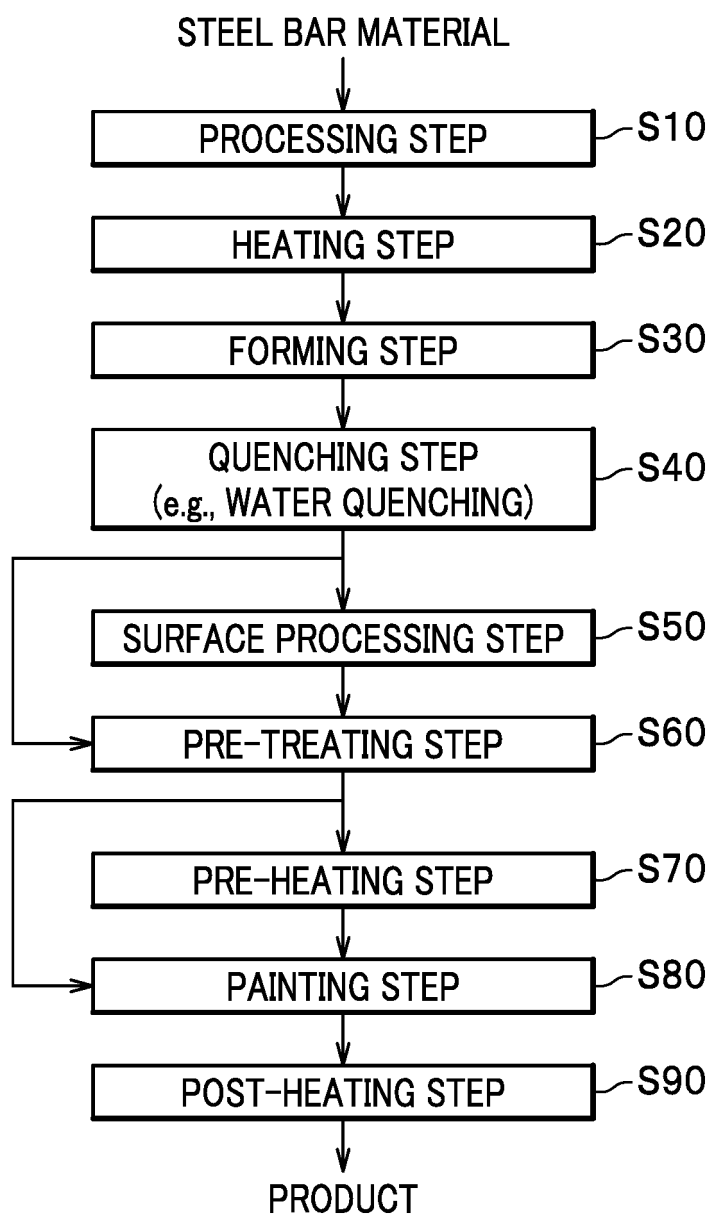 STEEL BAR MATERIAL
PROCESSING STEP
S10
HEATING STEP
S20
FORMING STEP
S30
QUENCHING STEP
(e.g., WATER QUENCHING)
S40
SURFACE PROCESSING STEP
S50
PRE-TREATING STEP
S60
PRE-HEATING STEP
S70
PAINTING STEP
S80
POST-HEATING STEP
S90
PRODUCT